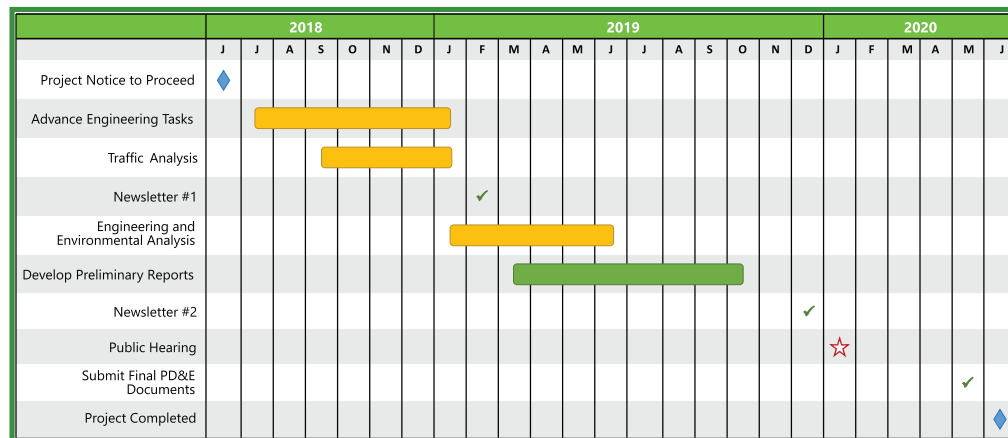 2018 2019 2020
J J A S O N D J F M A M J J A S O N D J F M A M J
Project Notice to Proceed
Advance Engineering Tasks
Traffic Analysis
Newsletter #1
Engineering and
Environmental Analysis
Develop Preliminary Reports
Newsletter #2
Public Hearing
Submit Final PD&E
Documents
Project Completed